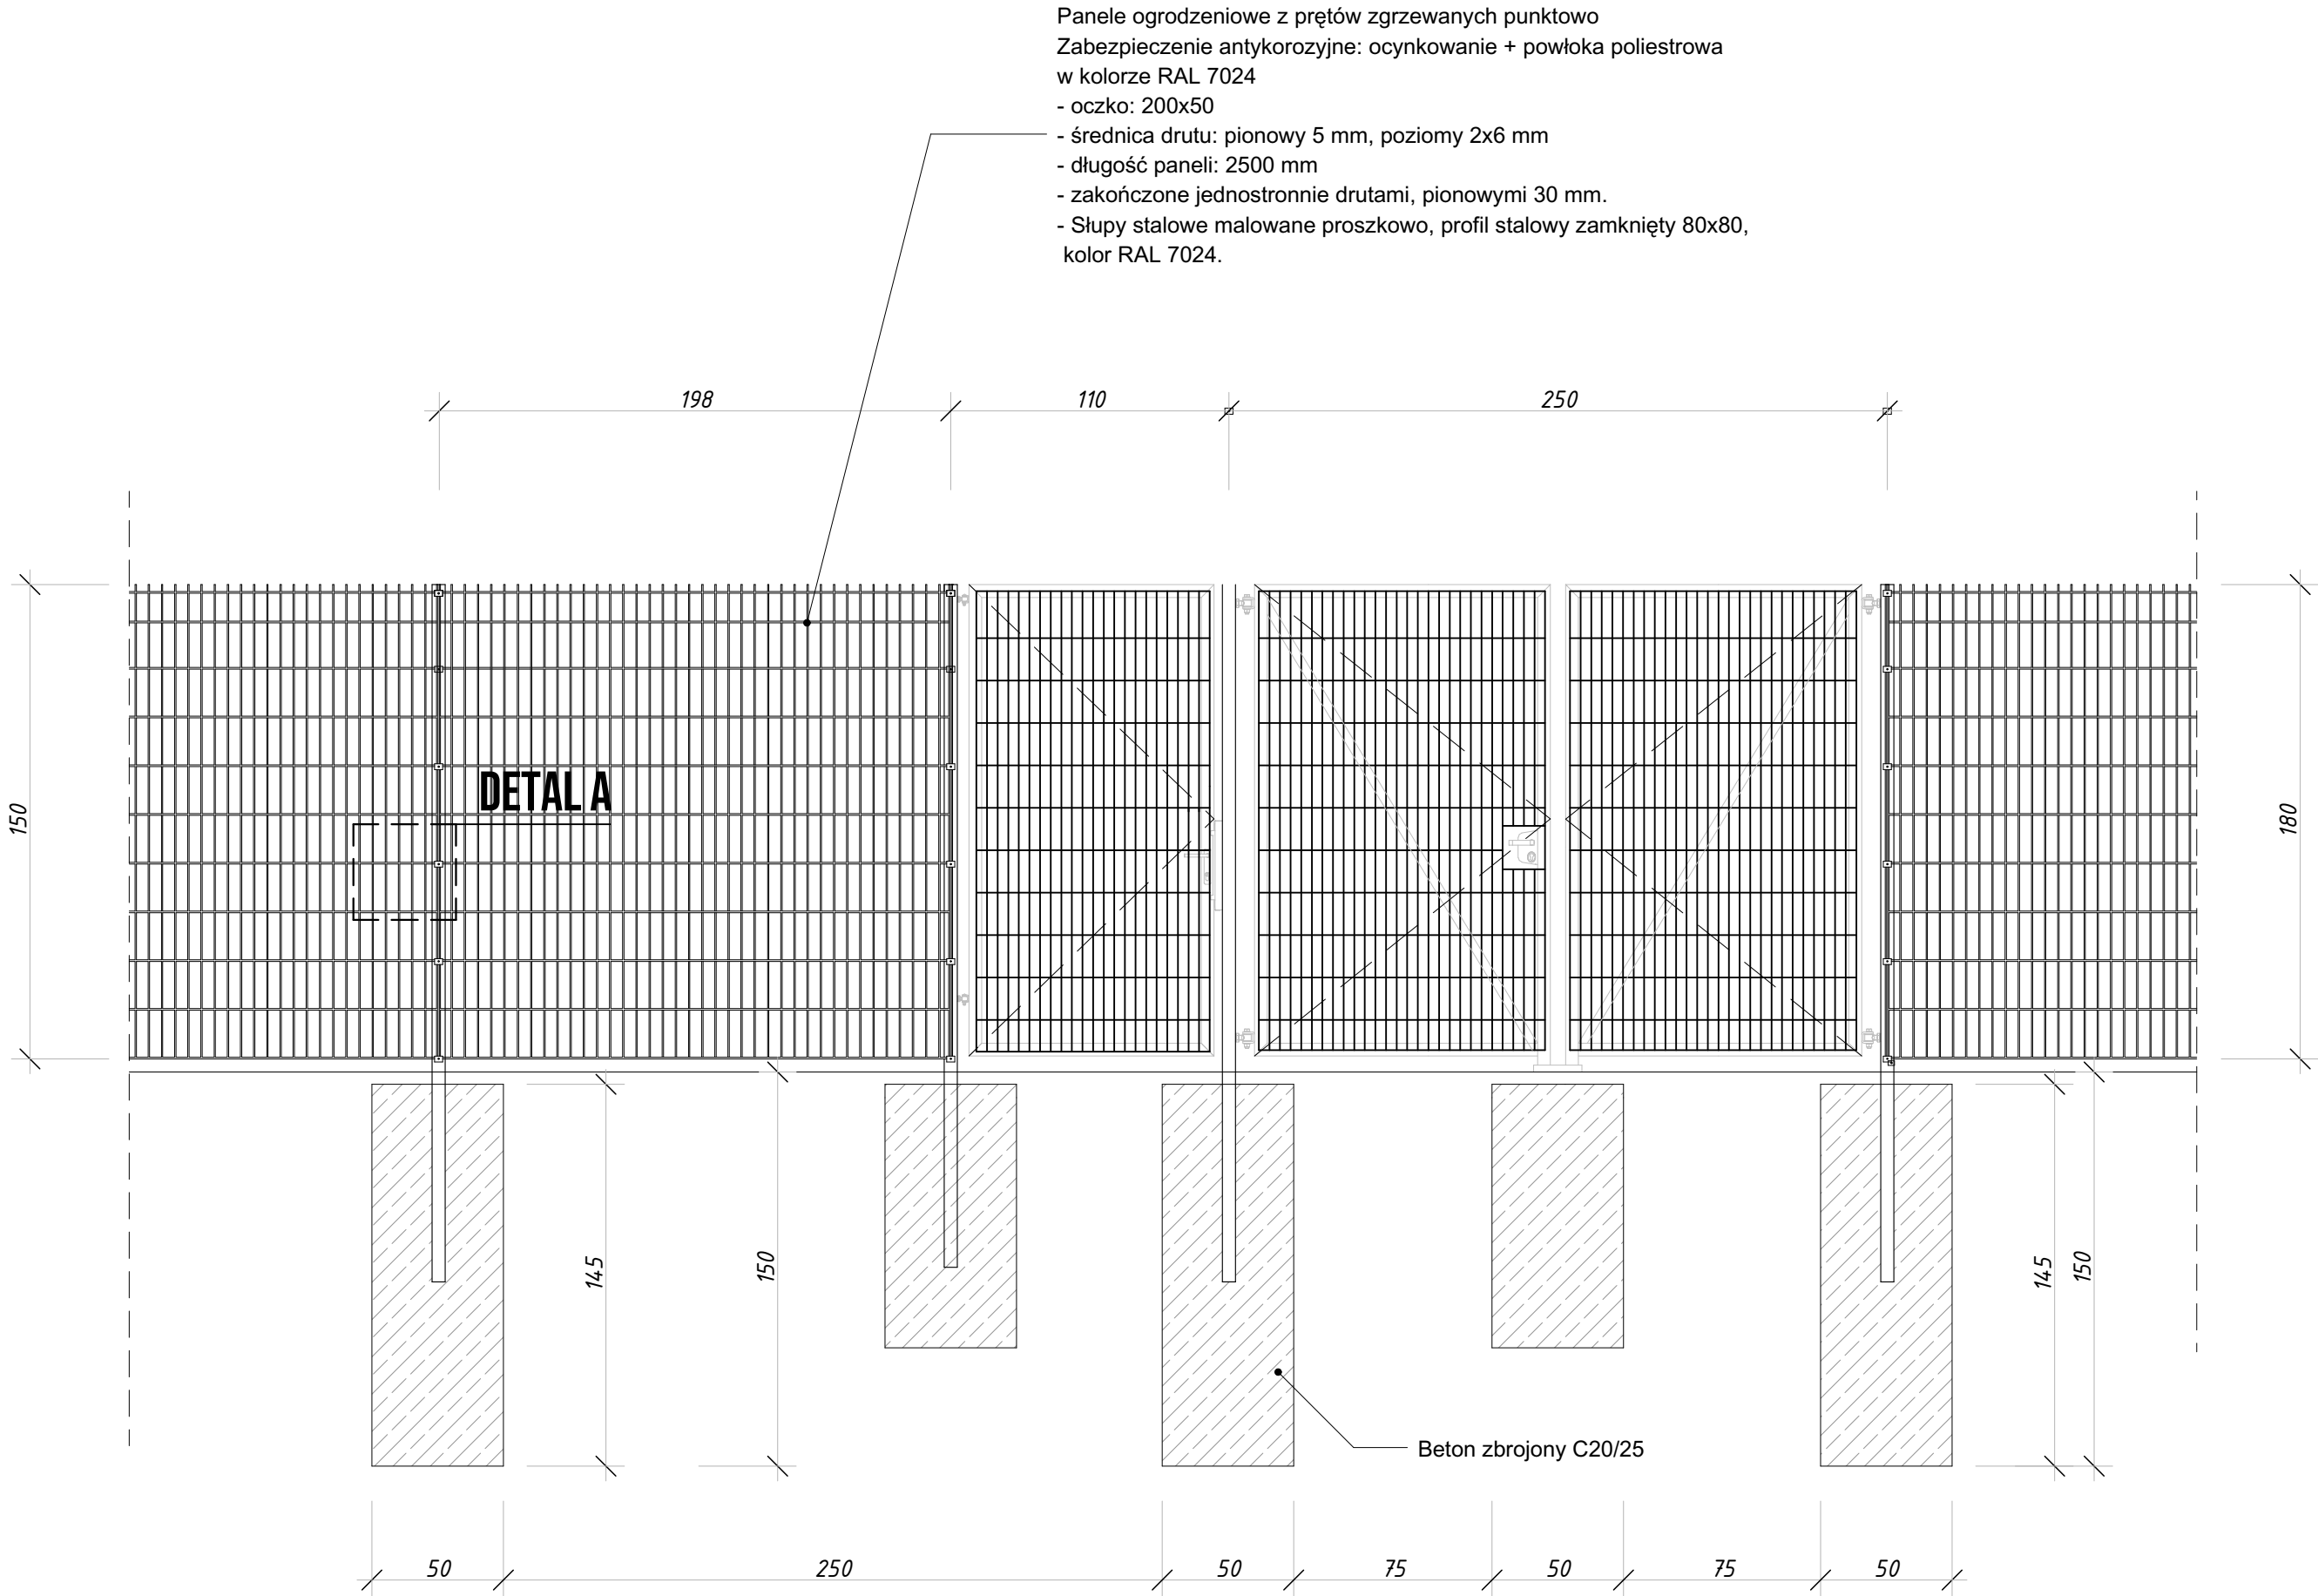 Panele ogrodzeniowe z prętów zgrzewanych punktowo
Zabezpieczenie antykorozyjne: ocynkowanie + powłoka poliestrowa
w kolorze RAL 7024
- oczko: 200x50
- średnica drutu: pionowy 5 mm, poziomy 2x6 mm
- długość paneli: 2500 mm
- zakończone jednostronnie drutami, pionowymi 30 mm.
- Słupy stalowe malowane proszkowo, profil stalowy zamknięty 80x80,
kolor RAL 7024.
198
110
250
DETAL A
150
180
145
150
145
150
Beton zbrojony C20/25
50
250
50
75
50
75
50